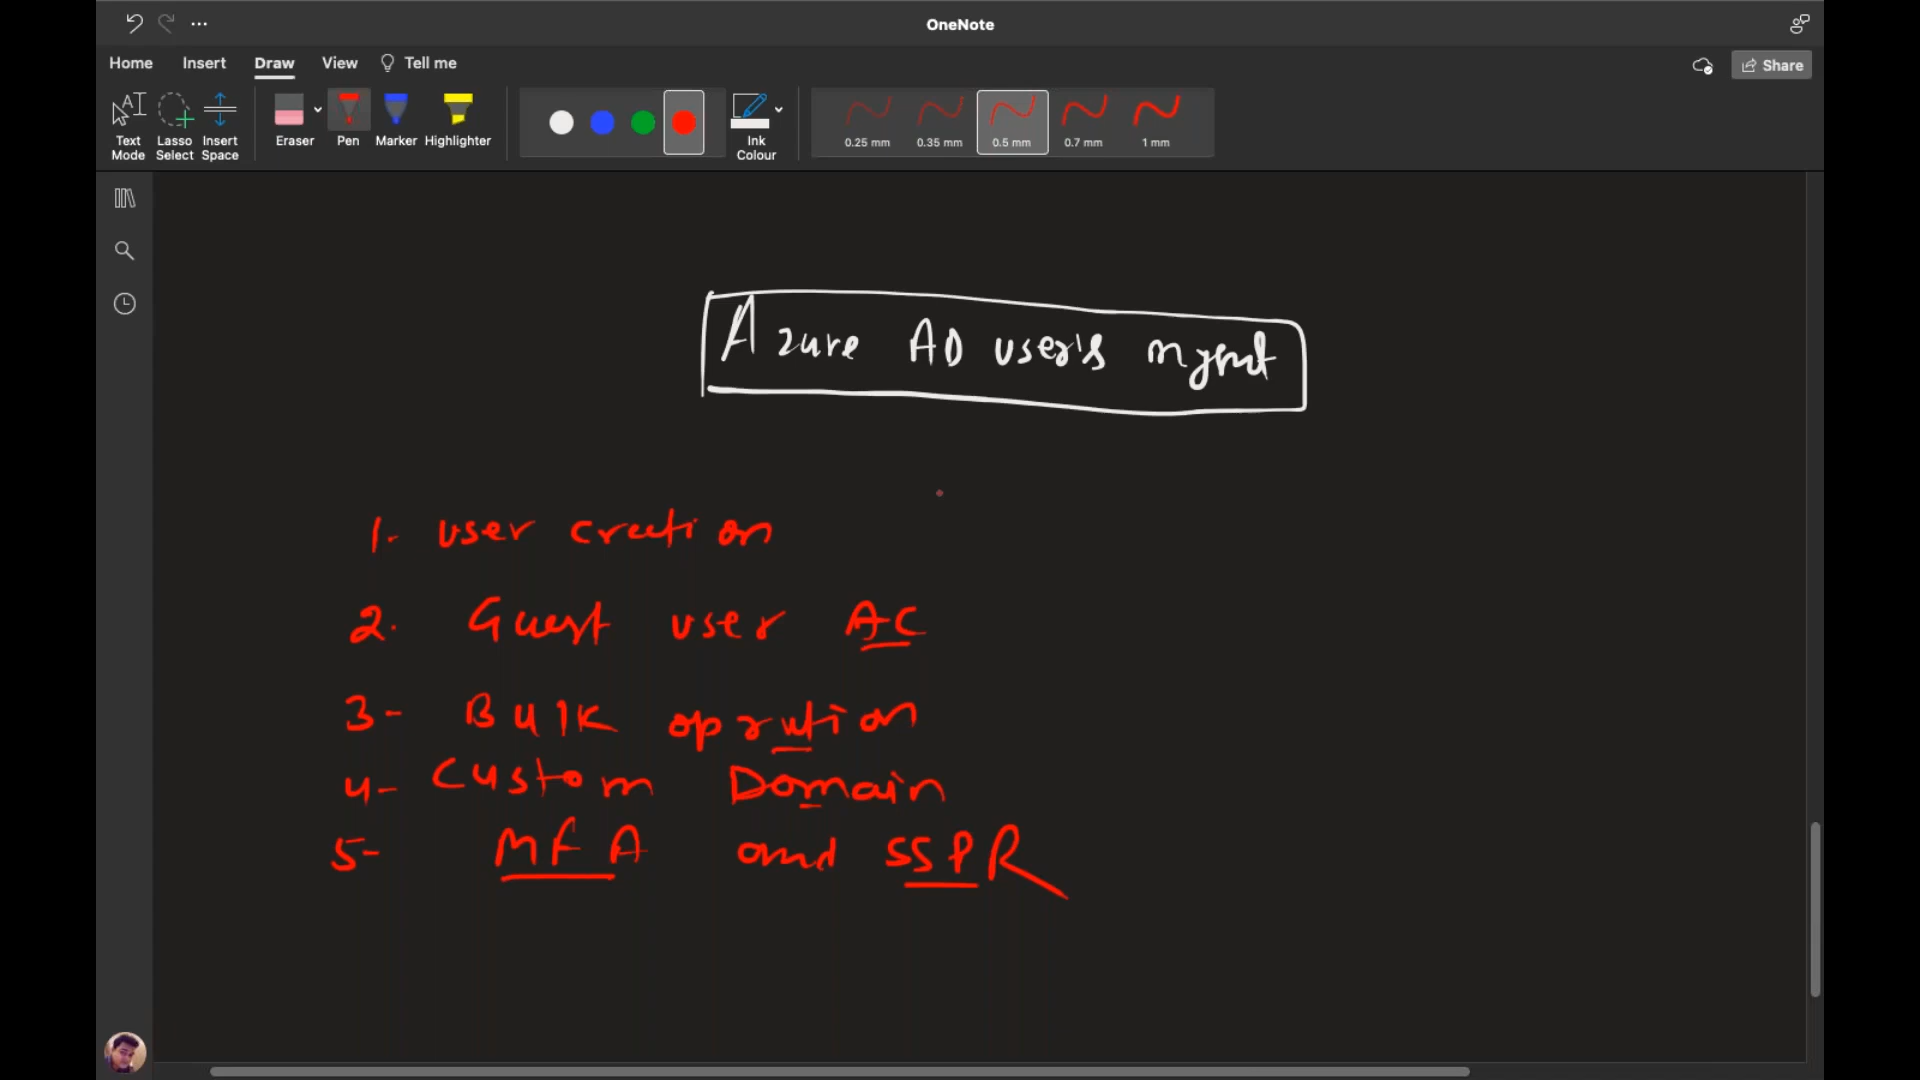 OneNote
Home Insert Draw View Tell me
Share
Text Mode
Lasso Select
Insert Space
Eraser
Pen
Marker
Highlighter
Ink Colour
0.25 mm
0.35 mm
0.5 mm
0.7 mm
1 mm
Azure AD user's mgmt
1- user creation
2. Guest user AC
3- Bulk opration
4- Custom Domain
5- MFA and SSPR